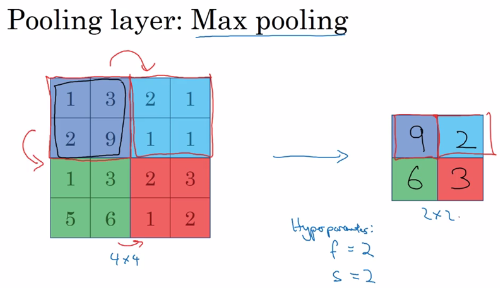 Pooling layer: Max pooling
1 3 2 1
2 9 1 1
1 3 2 3
5 6 1 2
4×4
9 2
6 3
2×2.
Hyperparameters:
f = 2
s = 2